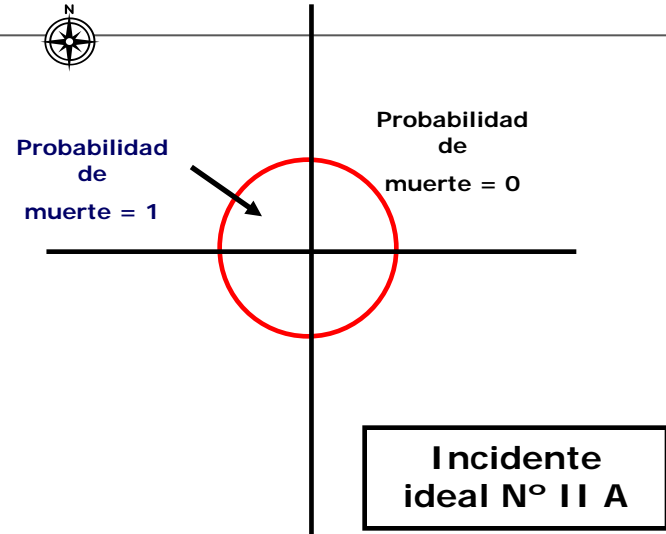 N
Probabilidad
de
muerte = 1
Probabilidad
de
muerte = 0
Incidente
ideal Nº II A